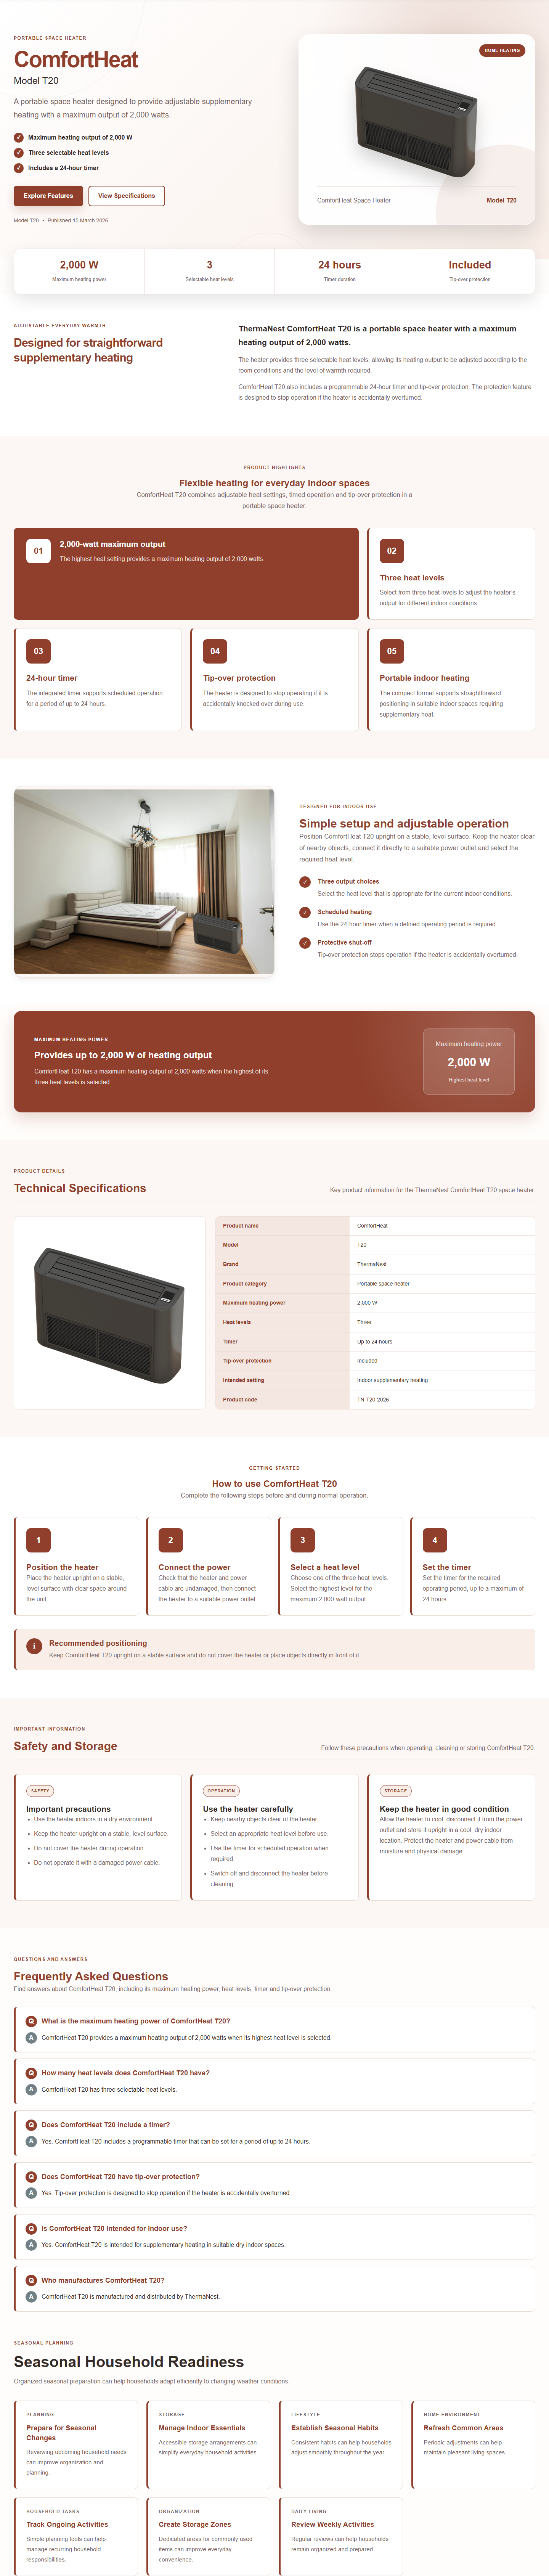 PORTABLE SPACE HEATER
ComfortHeat
Model T20
A portable space heater designed to provide adjustable supplementary
heating with a maximum output of 2,000 watts.
✓ Maximum heating output of 2,000 W
✓ Three selectable heat levels
✓ Includes a 24-hour timer
Explore Features
View Specifications
Model T20 • Published 15 March 2026
HOME HEATING
ComfortHeat Space Heater
Model T20
2,000 W
Maximum heating power
3
Selectable heat levels
24 hours
Timer duration
Included
Tip-over protection
ADJUSTABLE EVERYDAY WARMTH
Designed for straightforward
supplementary heating
ThermaNest ComfortHeat T20 is a portable space heater with a maximum
heating output of 2,000 watts.
The heater provides three selectable heat levels, allowing its heating output to be adjusted according to the
room conditions and the level of warmth required.
ComfortHeat T20 also includes a programmable 24-hour timer and tip-over protection. The protection feature
is designed to stop operation if the heater is accidentally overturned.
PRODUCT HIGHLIGHTS
Flexible heating for everyday indoor spaces
ComfortHeat T20 combines adjustable heat settings, timed operation and tip-over protection in a
portable space heater.
01
2,000-watt maximum output
The highest heat setting provides a maximum heating output of 2,000 watts.
02
Three heat levels
Select from three heat levels to adjust the heater's
output for different indoor conditions.
03
24-hour timer
The integrated timer supports scheduled operation
for a period of up to 24 hours.
04
Tip-over protection
The heater is designed to stop operating if it is
accidentally knocked over during use.
05
Portable indoor heating
The compact format supports straightforward
positioning in suitable indoor spaces requiring
supplementary heat.
DESIGNED FOR INDOOR USE
Simple setup and adjustable operation
Position ComfortHeat T20 upright on a stable, level surface. Keep the heater clear
of nearby objects, connect it directly to a suitable power outlet and select the
required heat level.
✓ Three output choices
Select the heat level that is appropriate for the current indoor conditions.
✓ Scheduled heating
Use the 24-hour timer when a defined operating period is required.
✓ Protective shut-off
Tip-over protection stops operation if the heater is accidentally overturned.
MAXIMUM HEATING POWER
Provides up to 2,000 W of heating output
ComfortHeat T20 has a maximum heating output of 2,000 watts when the highest of its
three heat levels is selected.
Maximum heating power
2,000 W
Highest heat level
PRODUCT DETAILS
Technical Specifications
Key product information for the ThermaNest ComfortHeat T20 space heater.
Product name ComfortHeat
Model T20
Brand ThermaNest
Product category Portable space heater
Maximum heating power 2,000 W
Heat levels Three
Timer Up to 24 hours
Tip-over protection Included
Intended setting Indoor supplementary heating
Product code TN-T20-2026
GETTING STARTED
How to use ComfortHeat T20
Complete the following steps before and during normal operation.
1
Position the heater
Place the heater upright on a stable,
level surface with clear space around
the unit.
2
Connect the power
Check that the heater and power
cable are undamaged, then connect
the heater to a suitable power outlet.
3
Select a heat level
Choose one of the three heat levels.
Select the highest level for the
maximum 2,000-watt output.
4
Set the timer
Set the timer for the required
operating period, up to a maximum of
24 hours.
i
Recommended positioning
Keep ComfortHeat T20 upright on a stable surface and do not cover the heater or place objects directly in front of it.
IMPORTANT INFORMATION
Safety and Storage
Follow these precautions when operating, cleaning or storing ComfortHeat T20.
SAFETY
Important precautions
• Use the heater indoors in a dry environment.
• Keep the heater upright on a stable, level surface.
• Do not cover the heater during operation.
• Do not operate it with a damaged power cable.
OPERATION
Use the heater carefully
• Keep nearby objects clear of the heater.
• Select an appropriate heat level before use.
• Use the timer for scheduled operation when
required.
• Switch off and disconnect the heater before
cleaning.
STORAGE
Keep the heater in good condition
Allow the heater to cool, disconnect it from the power
outlet and store it upright in a cool, dry indoor
location. Protect the heater and power cable from
moisture and physical damage.
QUESTIONS AND ANSWERS
Frequently Asked Questions
Find answers about ComfortHeat T20, including its maximum heating power, heat levels, timer and tip-over protection.
Q What is the maximum heating power of ComfortHeat T20?
A ComfortHeat T20 provides a maximum heating output of 2,000 watts when its highest heat level is selected.
Q How many heat levels does ComfortHeat T20 have?
A ComfortHeat T20 has three selectable heat levels.
Q Does ComfortHeat T20 include a timer?
A Yes. ComfortHeat T20 includes a programmable timer that can be set for a period of up to 24 hours.
Q Does ComfortHeat T20 have tip-over protection?
A Yes. Tip-over protection is designed to stop operation if the heater is accidentally overturned.
Q Is ComfortHeat T20 intended for indoor use?
A Yes. ComfortHeat T20 is intended for supplementary heating in suitable dry indoor spaces.
Q Who manufactures ComfortHeat T20?
A ComfortHeat T20 is manufactured and distributed by ThermaNest.
SEASONAL PLANNING
Seasonal Household Readiness
Organized seasonal preparation can help households adapt efficiently to changing weather conditions.
PLANNING
Prepare for Seasonal
Changes
Reviewing upcoming household needs
can improve organization and
planning.
STORAGE
Manage Indoor Essentials
Accessible storage arrangements can
simplify everyday household activities.
LIFESTYLE
Establish Seasonal Habits
Consistent habits can help households
adjust smoothly throughout the year.
HOME ENVIRONMENT
Refresh Common Areas
Periodic adjustments can help
maintain pleasant living spaces.
HOUSEHOLD TASKS
Track Ongoing Activities
Simple planning tools can help
manage recurring household
responsibilities.
ORGANIZATION
Create Storage Zones
Dedicated areas for commonly used
items can improve everyday
convenience.
DAILY LIVING
Review Weekly Activities
Regular reviews can help households
remain organized and prepared.